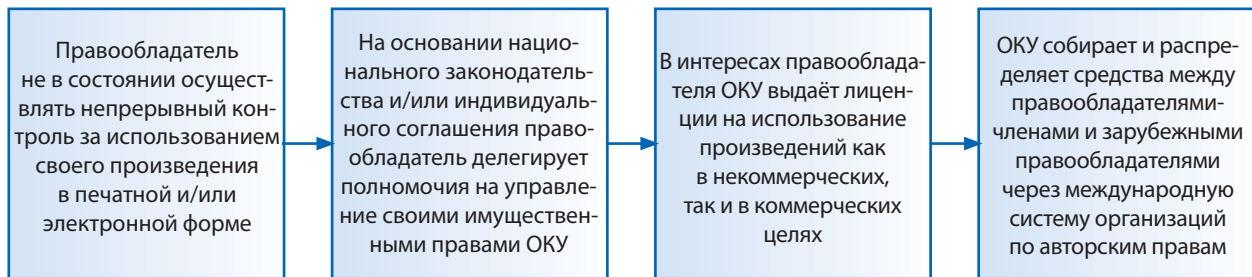 Правообладатель
не в состоянии осущест-
влять непрерывный кон-
троль за использованием
своего произведения
в печатной и/или
электронной форме
На основании нацио-
нального законодатель-
ства и/или индивидуаль-
ного соглашения право-
обладатель делегирует
полномочия на управле-
ние своими имуществен-
ными правами ОКУ
В интересах правооблада-
теля ОКУ выдаёт лицен-
ции на использование
произведений как
в некоммерческих,
так и в коммерческих
целях
ОКУ собирает и распре-
деляет средства между
правообладателями-
членами и зарубежными
правообладателями
через международную
систему организаций
по авторским правам